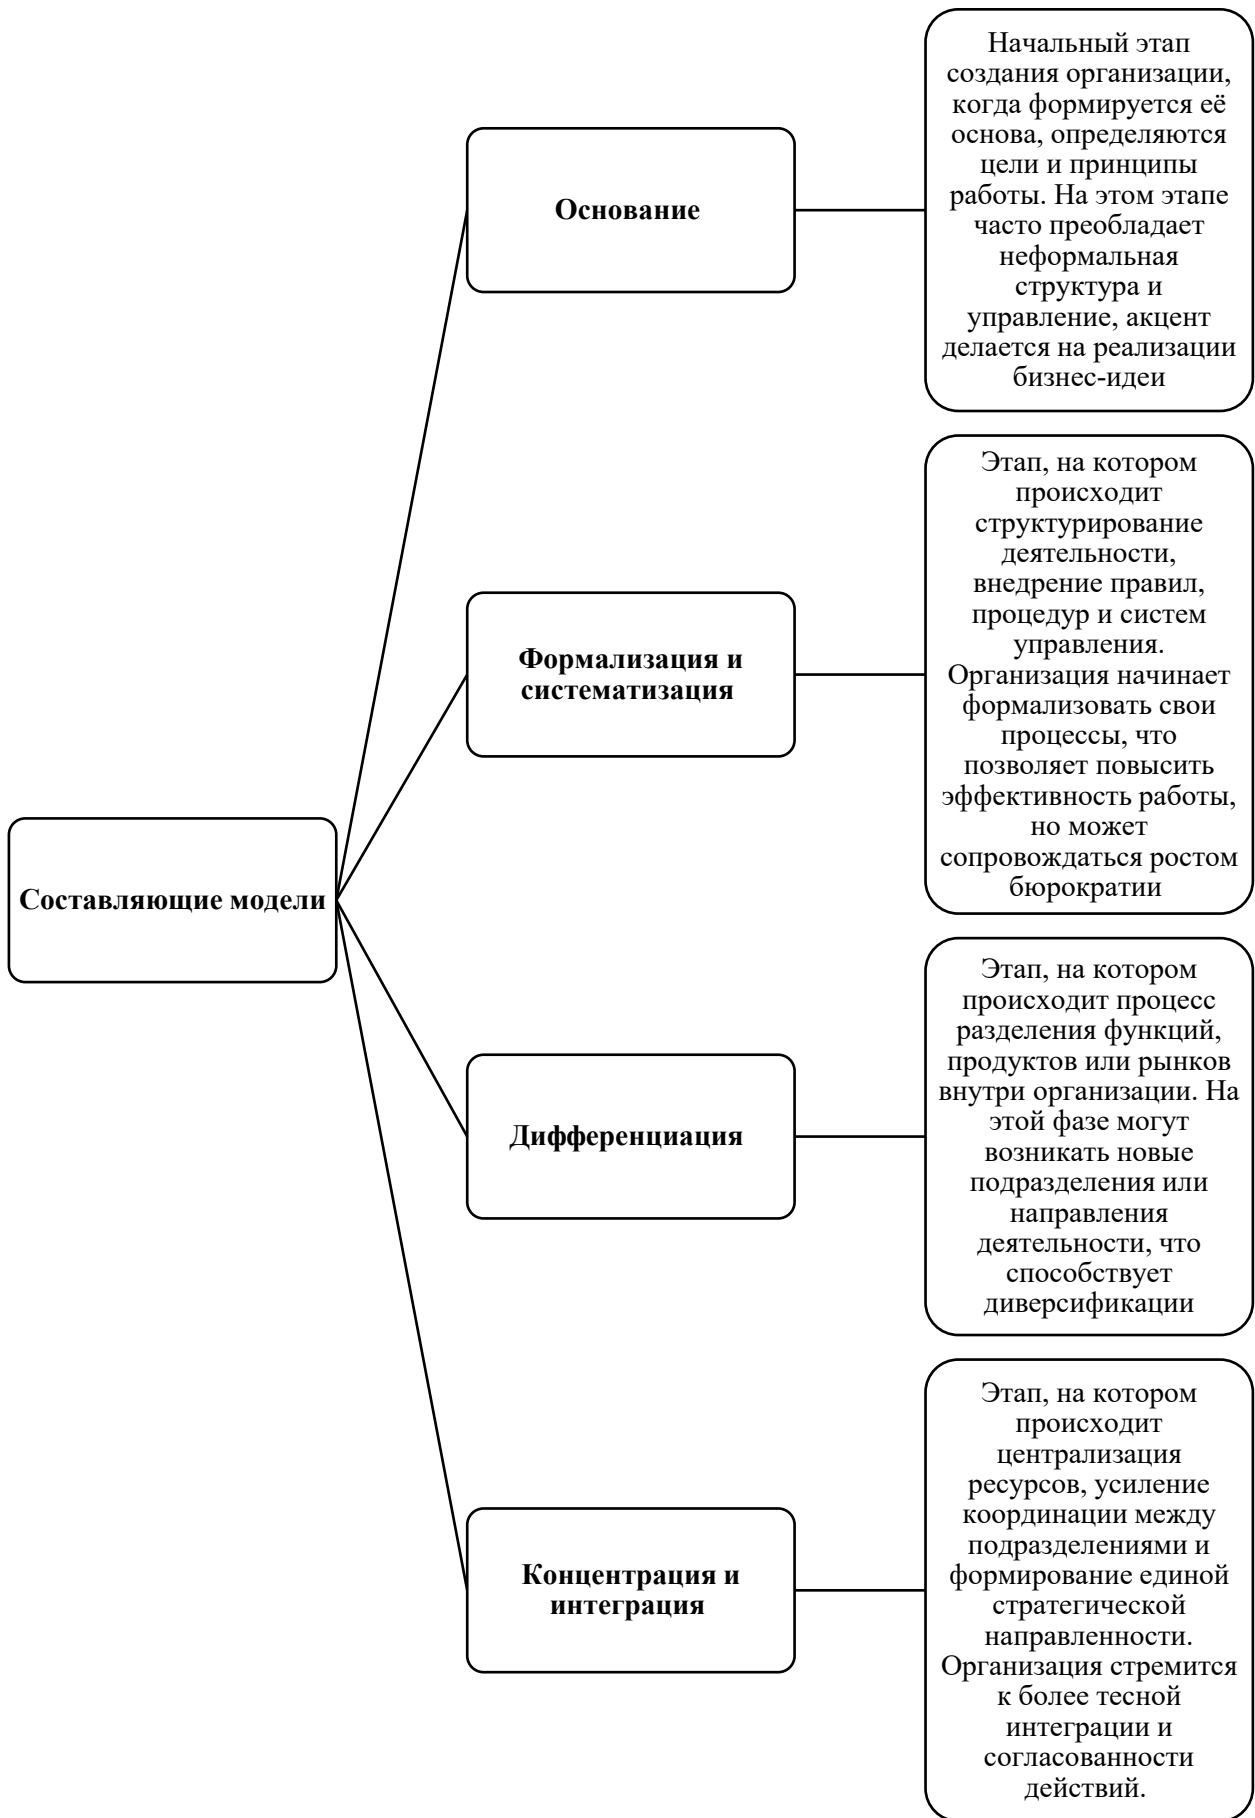 Составляющие модели
Основание
Начальный этап
создания организации,
когда формируется её
основа, определяются
цели и принципы
работы. На этом этапе
часто преобладает
неформальная
структура и
управление, акцент
делается на реализации
бизнес-идеи
Формализация и
систематизация
Этап, на котором
происходит
структурирование
деятельности,
внедрение правил,
процедур и систем
управления.
Организация начинает
формализовать свои
процессы, что
позволяет повысить
эффективность работы,
но может
сопровождаться ростом
бюрократии
Дифференциация
Этап, на котором
происходит процесс
разделения функций,
продуктов или рынков
внутри организации. На
этой фазе могут
возникать новые
подразделения или
направления
деятельности, что
способствует
диверсификации
Концентрация и
интеграция
Этап, на котором
происходит
централизация
ресурсов, усиление
координации между
подразделениями и
формирование единой
стратегической
направленности.
Организация стремится
к более тесной
интеграции и
согласованности
действий.